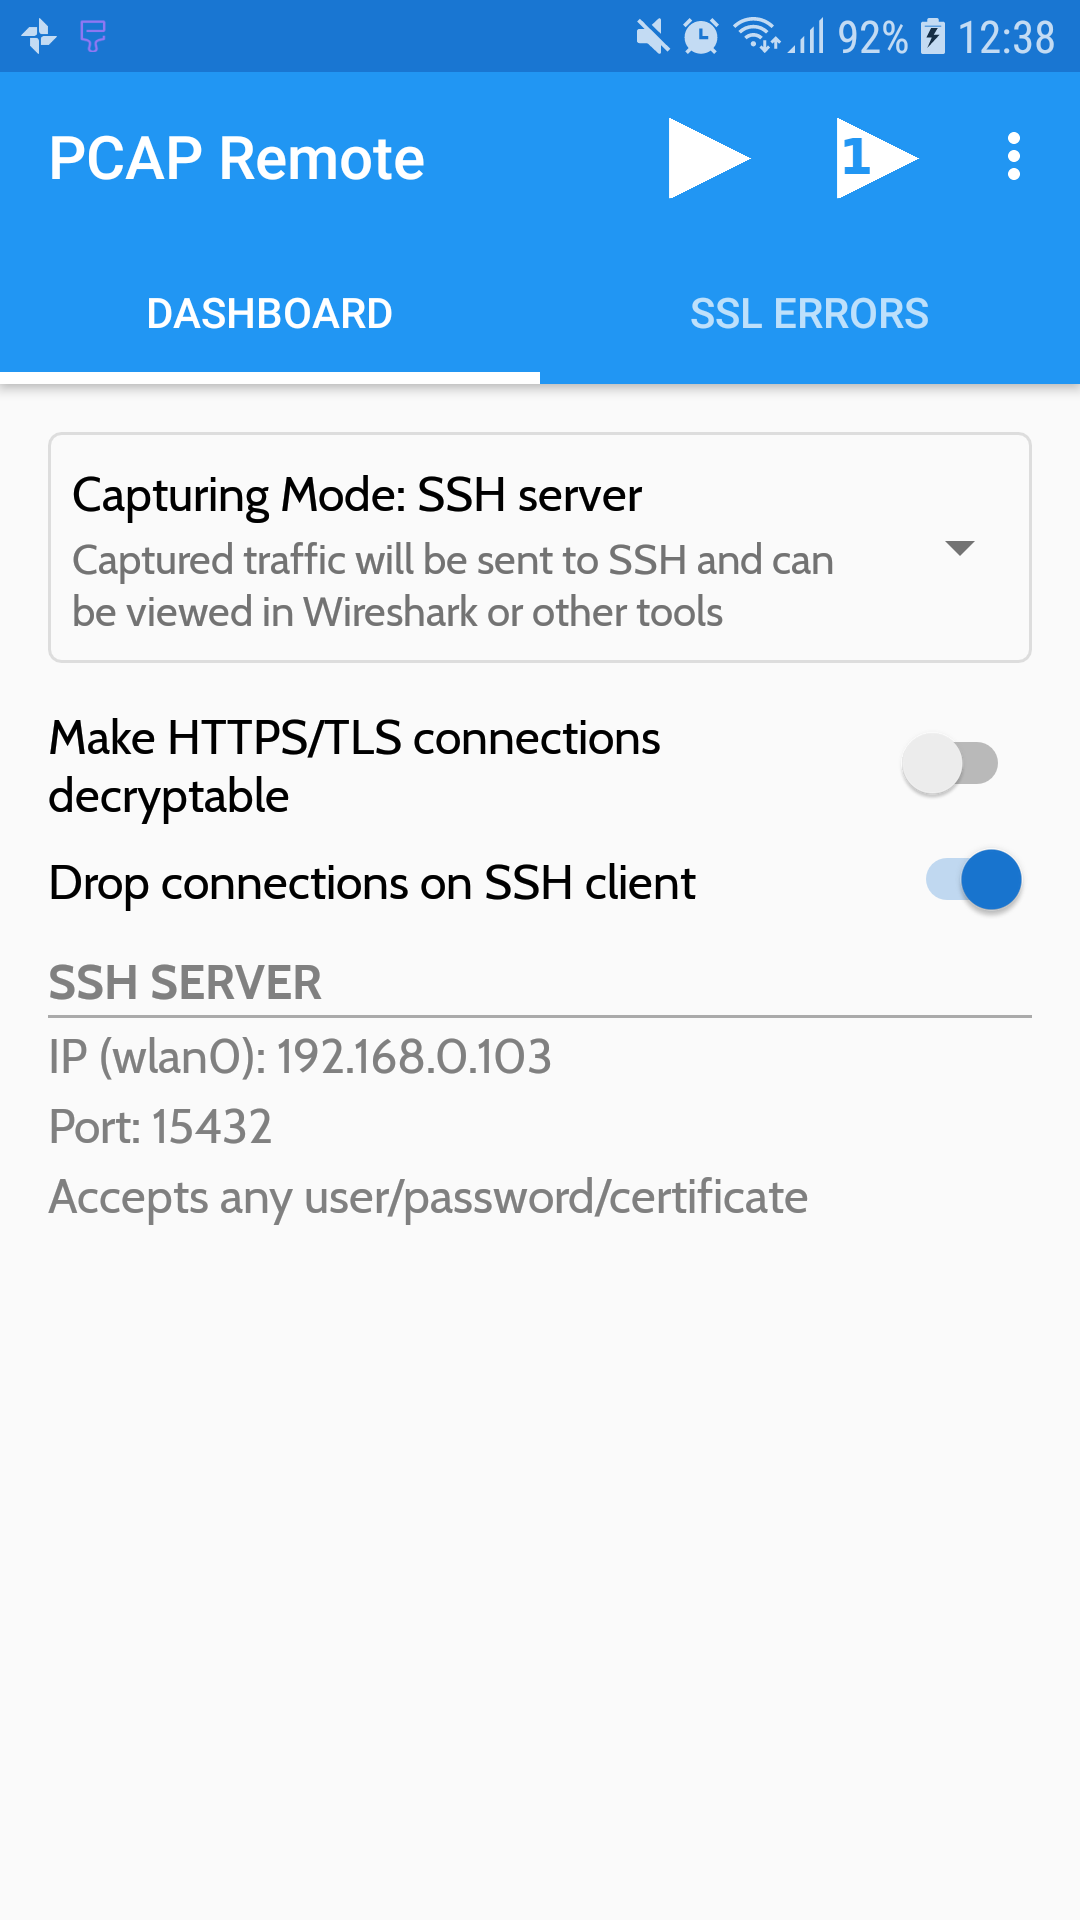 92% 12:38
PCAP Remote 1
DASHBOARD SSL ERRORS
Capturing Mode: SSH server
Captured traffic will be sent to SSH and can
be viewed in Wireshark or other tools
Make HTTPS/TLS connections
decryptable
Drop connections on SSH client
SSH SERVER
IP (wlan0): 192.168.0.103
Port: 15432
Accepts any user/password/certificate